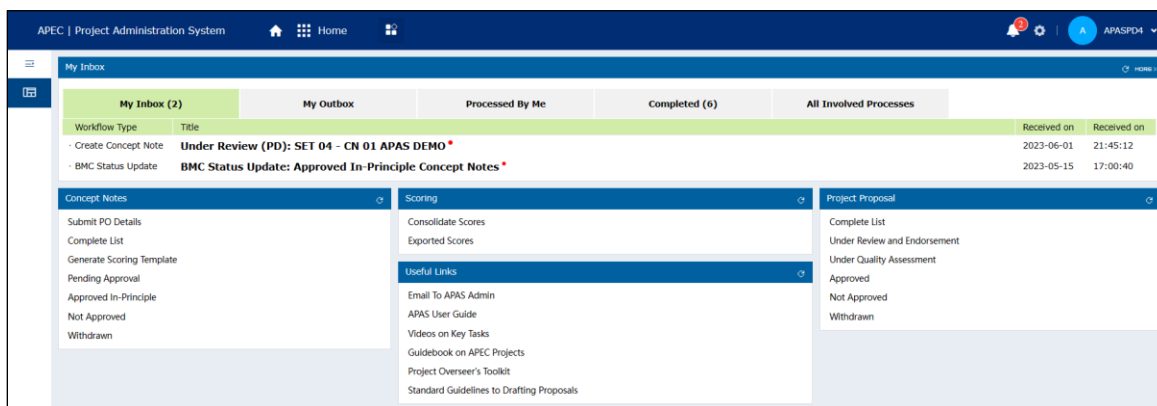 APEC | Project Administration System
Home
2
A
APASPD4
My Inbox
MORE
My Inbox (2)
My Outbox
Processed By Me
Completed (6)
All Involved Processes
Workflow Type
Title
Received on
Received on
· Create Concept Note
Under Review (PD): SET 04 - CN 01 APAS DEMO
2023-06-01
21:45:12
· BMC Status Update
BMC Status Update: Approved In-Principle Concept Notes
2023-05-15
17:00:40
Concept Notes
Submit PO Details
Complete List
Generate Scoring Template
Pending Approval
Approved In-Principle
Not Approved
Withdrawn
Scoring
Consolidate Scores
Exported Scores
Useful Links
Email To APAS Admin
APAS User Guide
Videos on Key Tasks
Guidebook on APEC Projects
Project Overseer's Toolkit
Standard Guidelines to Drafting Proposals
Project Proposal
Complete List
Under Review and Endorsement
Under Quality Assessment
Approved
Not Approved
Withdrawn